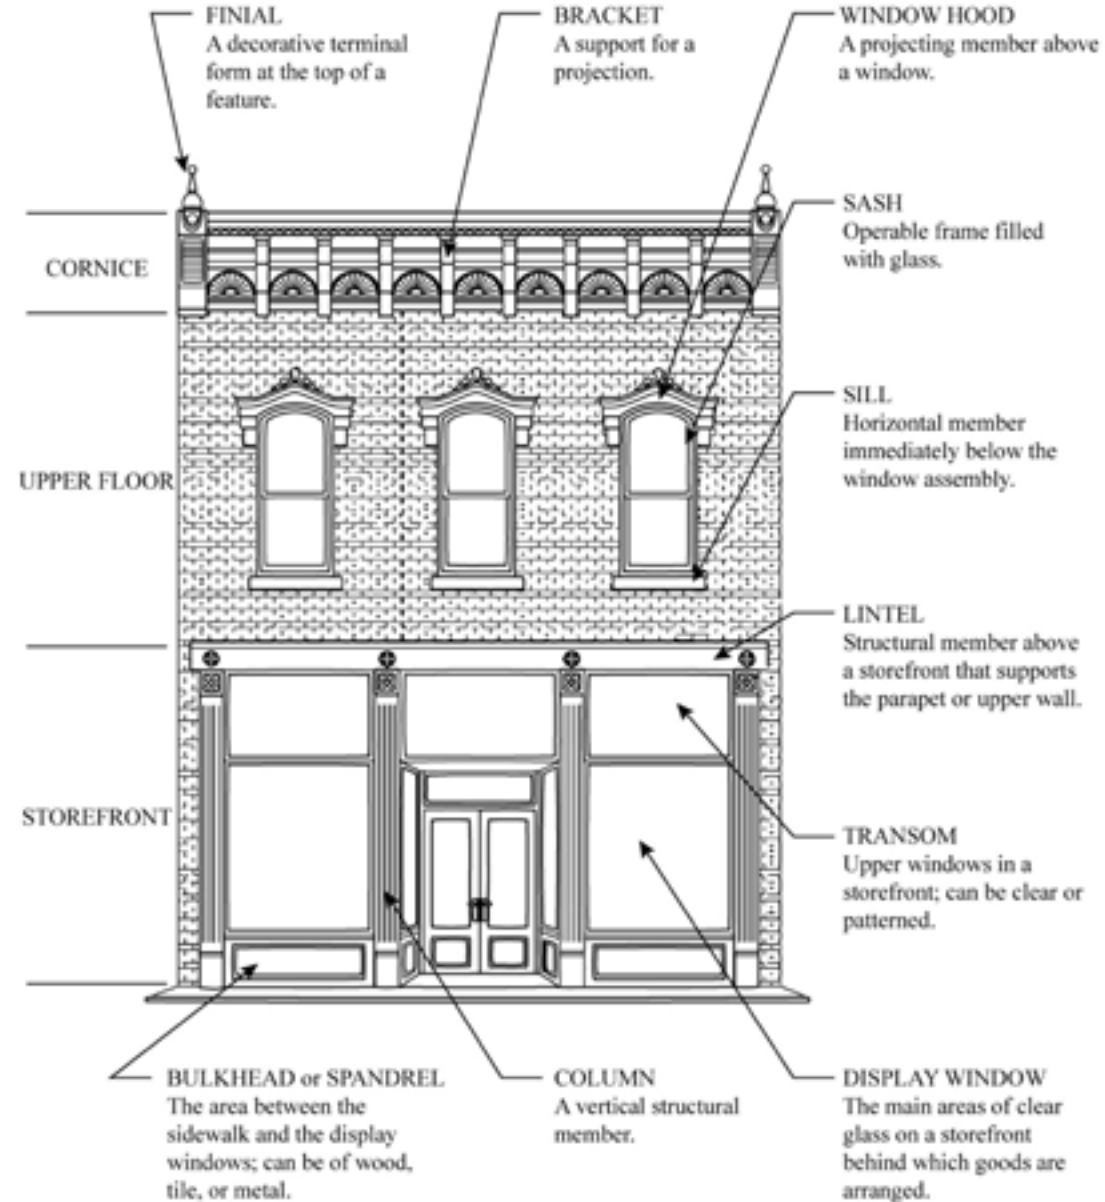 FINIAL
A decorative terminal
form at the top of a
feature.
BRACKET
A support for a
projection.
WINDOW HOOD
A projecting member above
a window.
SASH
Operable frame filled
with glass.
CORNICE
SILL
Horizontal member
immediately below the
window assembly.
UPPER FLOOR
LINTEL
Structural member above
a storefront that supports
the parapet or upper wall.
STOREFRONT
TRANSOM
Upper windows in a
storefront; can be clear or
patterned.
BULKHEAD or SPANDREL
The area between the
sidewalk and the display
windows; can be of wood,
tile, or metal.
COLUMN
A vertical structural
member.
DISPLAY WINDOW
The main areas of clear
glass on a storefront
behind which goods are
arranged.